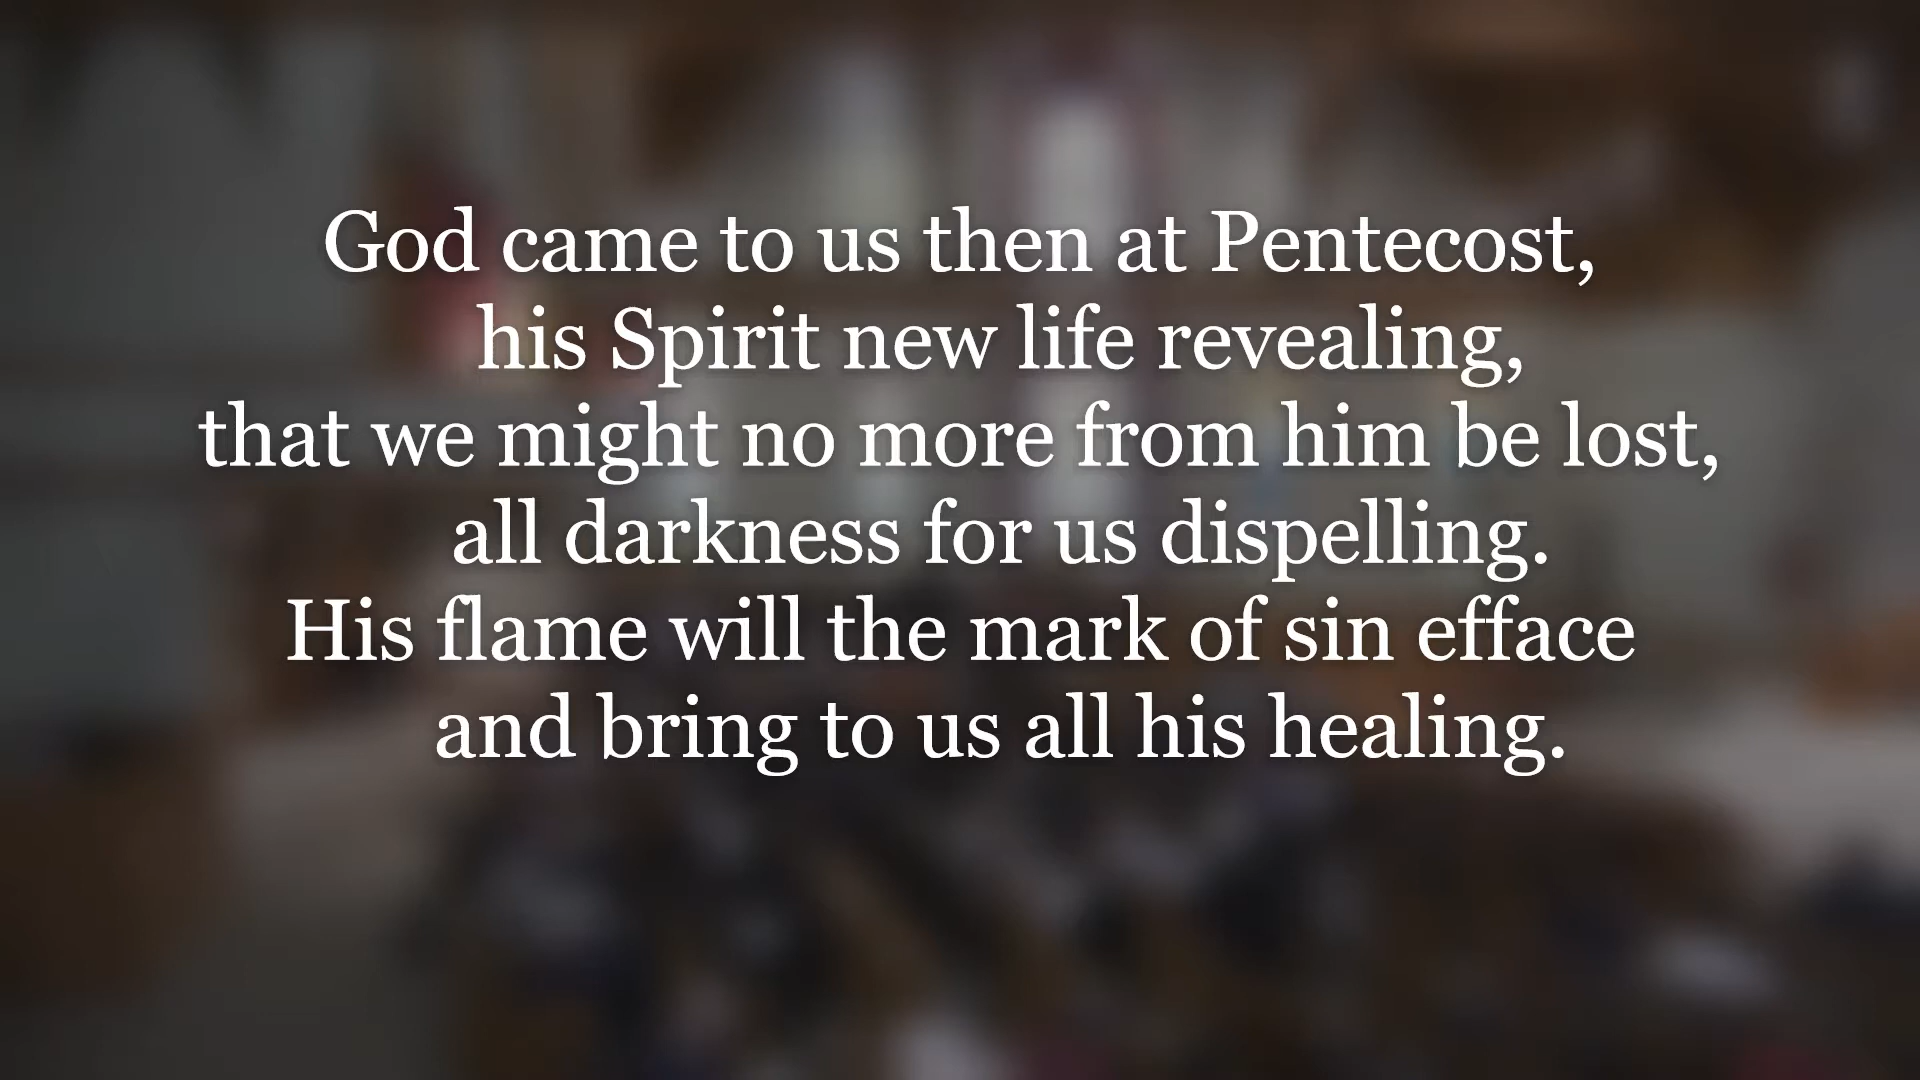 God came to us then at Pentecost,
his Spirit new life revealing,
that we might no more from him be lost,
all darkness for us dispelling.
His flame will the mark of sin efface
and bring to us all his healing.